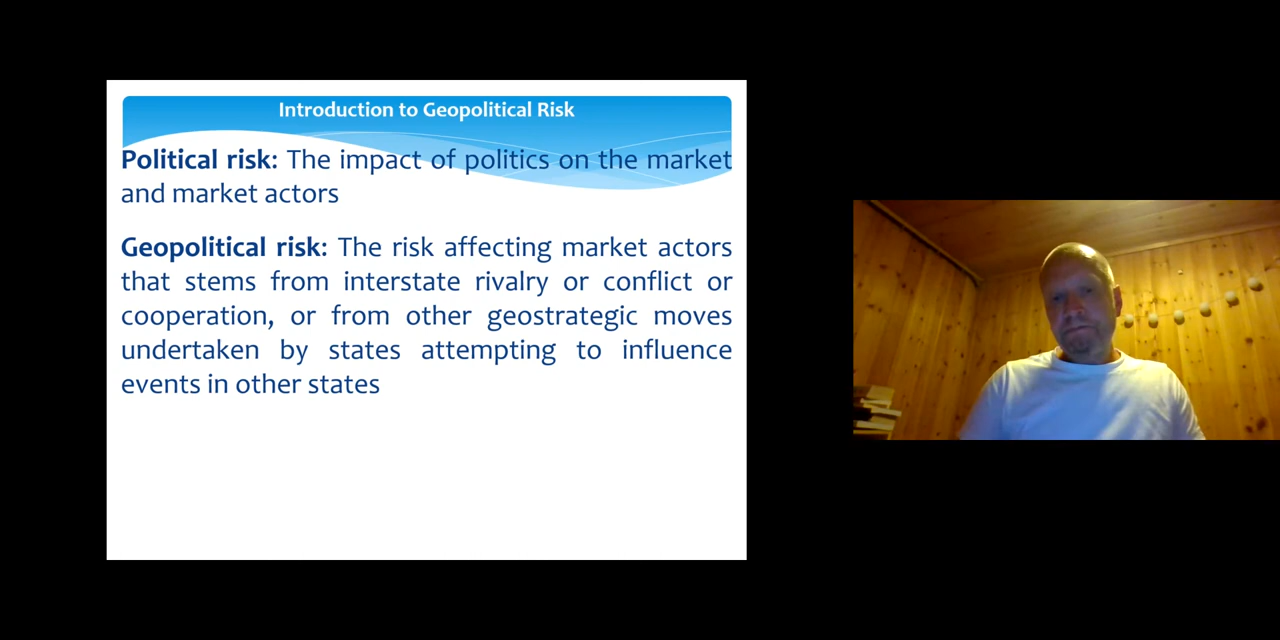 Introduction to Geopolitical Risk
Political risk: The impact of politics on the market
and market actors
Geopolitical risk: The risk affecting market actors
that stems from interstate rivalry or conflict or
cooperation, or from other geostrategic moves
undertaken by states attempting to influence
events in other states